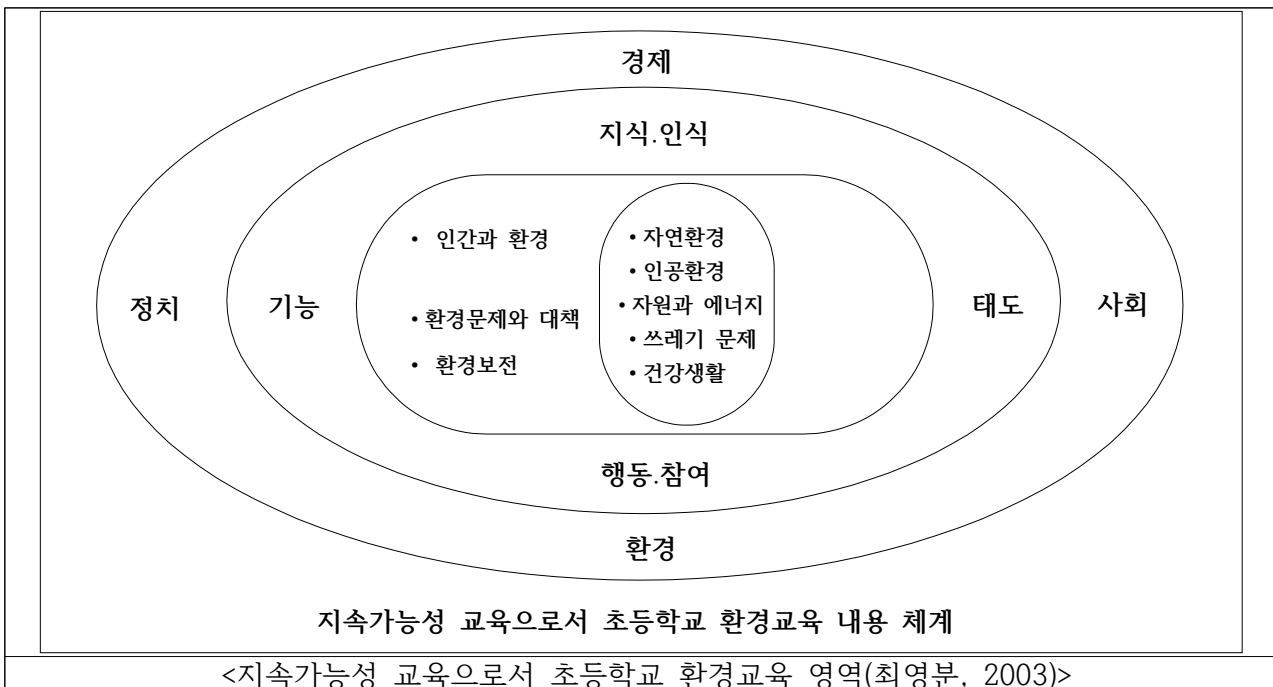 경제
지식.인식
• 인간과 환경
• 자연환경
• 인공환경
정치
기능
• 환경문제와 대책
• 자원과 에너지
태도
사회
• 환경보전
• 쓰레기 문제
• 건강생활
행동.참여
환경
지속가능성 교육으로서 초등학교 환경교육 내용 체계
<지속가능성 교육으로서 초등학교 환경교육 영역(최영분, 2003)>